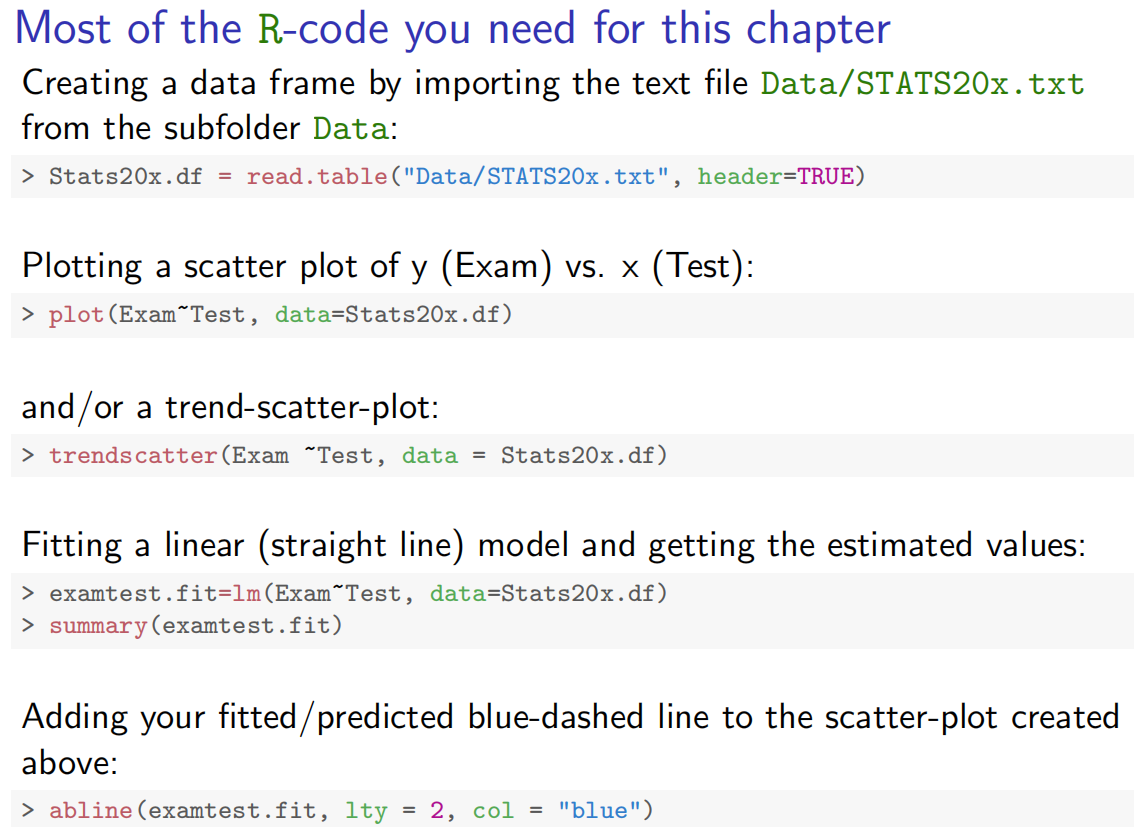 Most of the R-code you need for this chapter
Creating a data frame by importing the text file Data/STATS20x.txt
from the subfolder Data:
> Stats20x.df = read.table("Data/STATS20x.txt", header=TRUE)
Plotting a scatter plot of y (Exam) vs. x (Test):
> plot(Exam~Test, data=Stats20x.df)
and/or a trend-scatter-plot:
> trendscatter(Exam ~Test, data = Stats20x.df)
Fitting a linear (straight line) model and getting the estimated values:
> examtest.fit=lm(Exam~Test, data=Stats20x.df)
> summary(examtest.fit)
Adding your fitted/predicted blue-dashed line to the scatter-plot created
above:
> abline(examtest.fit, lty = 2, col = "blue")